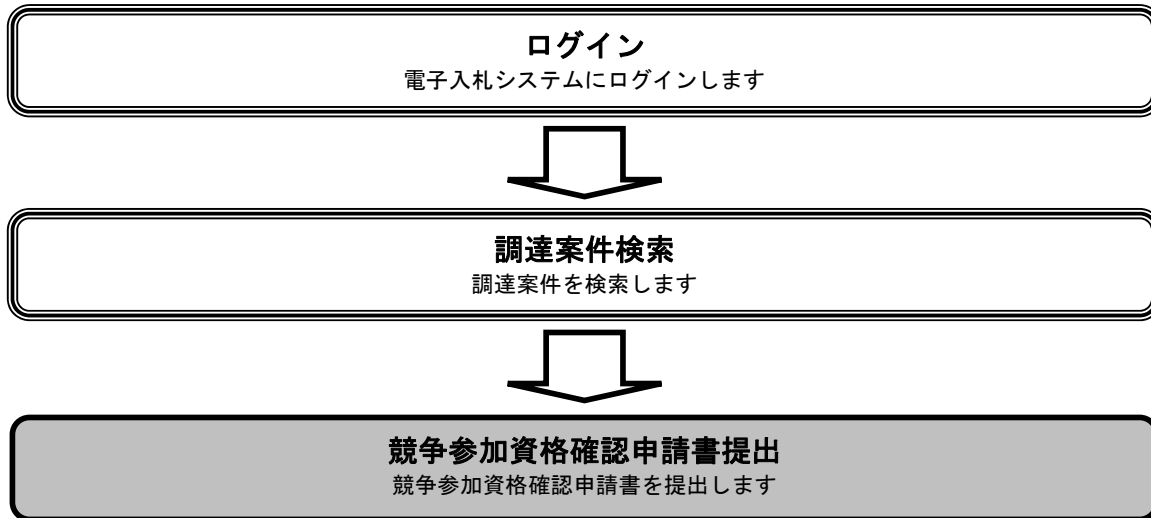 ログイン
電子入札システムにログインします
調達案件検索
調達案件を検索します
競争参加資格確認申請書提出
競争参加資格確認申請書を提出します